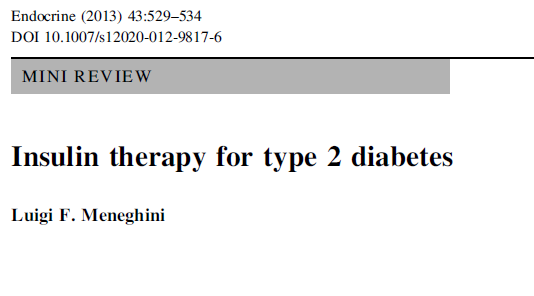 Endocrine (2013) 43:529–534
DOI 10.1007/s12020-012-9817-6
MINI REVIEW
Insulin therapy for type 2 diabetes
Luigi F. Meneghini